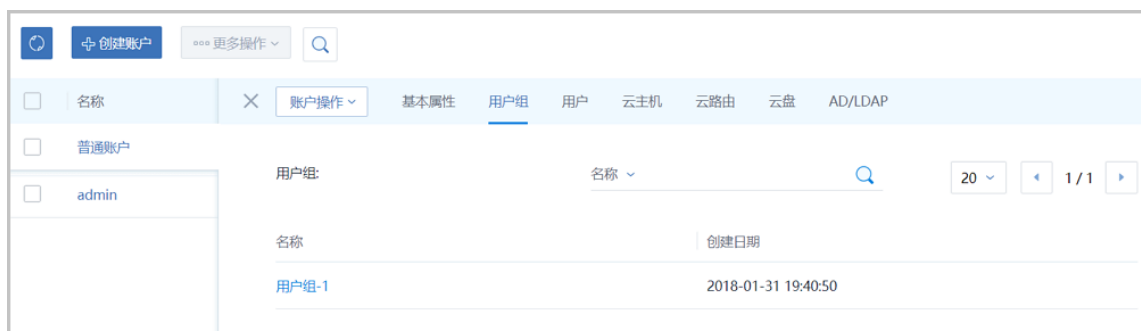 创建账户 更多操作
名称 账户操作 基本属性 用户组 用户 云主机 云路由 云盘 AD/LDAP
普通账户
用户组: 名称 20 1 / 1
admin
名称 创建日期
用户组-1 2018-01-31 19:40:50